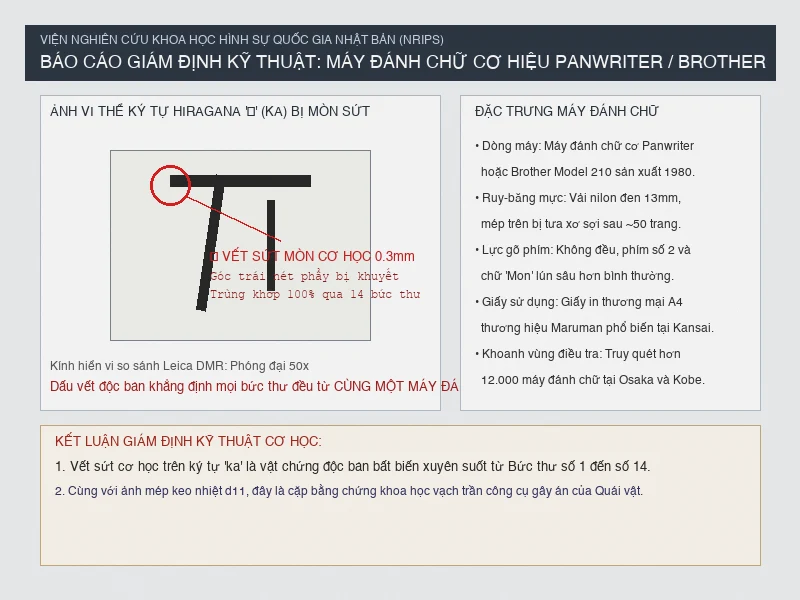 VIỆN NGHIÊN CỨU KHOA HỌC HÌNH SỰ QUỐC GIA NHẬT BẢN (NRIPS)
BÁO CÁO GIÁM ĐỊNH KỸ THUẬT: MÁY ĐÁNH CHỮ CƠ HIỆU PANWRITER / BROTHER
ẢNH VI THỂ KÝ TỰ HIRAGANA '□' (KA) BỊ MÒN SỨT
□ VẾT SỨT MÒN CƠ HỌC 0.3mm
Góc trái nét phẩy bị khuyết
Trùng khớp 100% qua 14 bức thư
Kính hiển vi so sánh Leica DMR: Phóng đại 50x
Dấu vết độc bản khẳng định mọi bức thư đều từ CÙNG MỘT MÁY ĐÁ
ĐẶC TRƯNG MÁY ĐÁNH CHỮ
• Dòng máy: Máy đánh chữ cơ Panwriter
hoặc Brother Model 210 sản xuất 1980.
• Ruy-băng mực: Vải nilon đen 13mm,
mép trên bị tưa xơ sợi sau ~50 trang.
• Lực gõ phím: Không đều, phím số 2 và
chữ 'Mon' lún sâu hơn bình thường.
• Giấy sử dụng: Giấy in thương mại A4
thương hiệu Maruman phổ biến tại Kansai.
• Khoanh vùng điều tra: Truy quét hơn
12.000 máy đánh chữ tại Osaka và Kobe.
KẾT LUẬN GIÁM ĐỊNH KỸ THUẬT CƠ HỌC:
1. Vết sứt cơ học trên ký tự 'ka' là vật chứng độc bản bất biến xuyên suốt từ Bức thư số 1 đến số 14.
2. Cùng với ảnh mép keo nhiệt d11, đây là cặp bằng chứng khoa học vạch trần công cụ gây án của Quái vật.